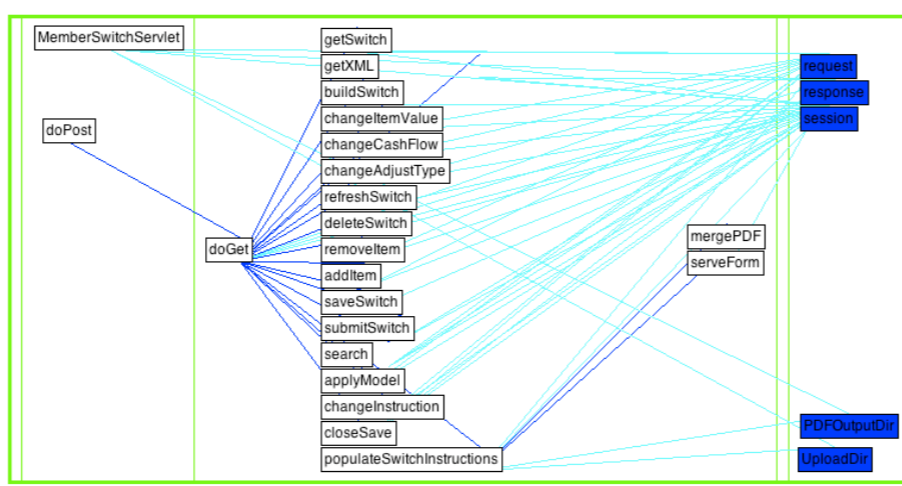 MemberSwitchServlet
doPost
doGet
getSwitch
getXML
buildSwitch
changeItemValue
changeCashFlow
changeAdjustType
refreshSwitch
deleteSwitch
removeItem
addItem
saveSwitch
submitSwitch
search
applyModel
changeInstruction
closeSave
populateSwitchInstructions
mergePDF
serveForm
request
response
session
PDFOutputDir
UploadDir